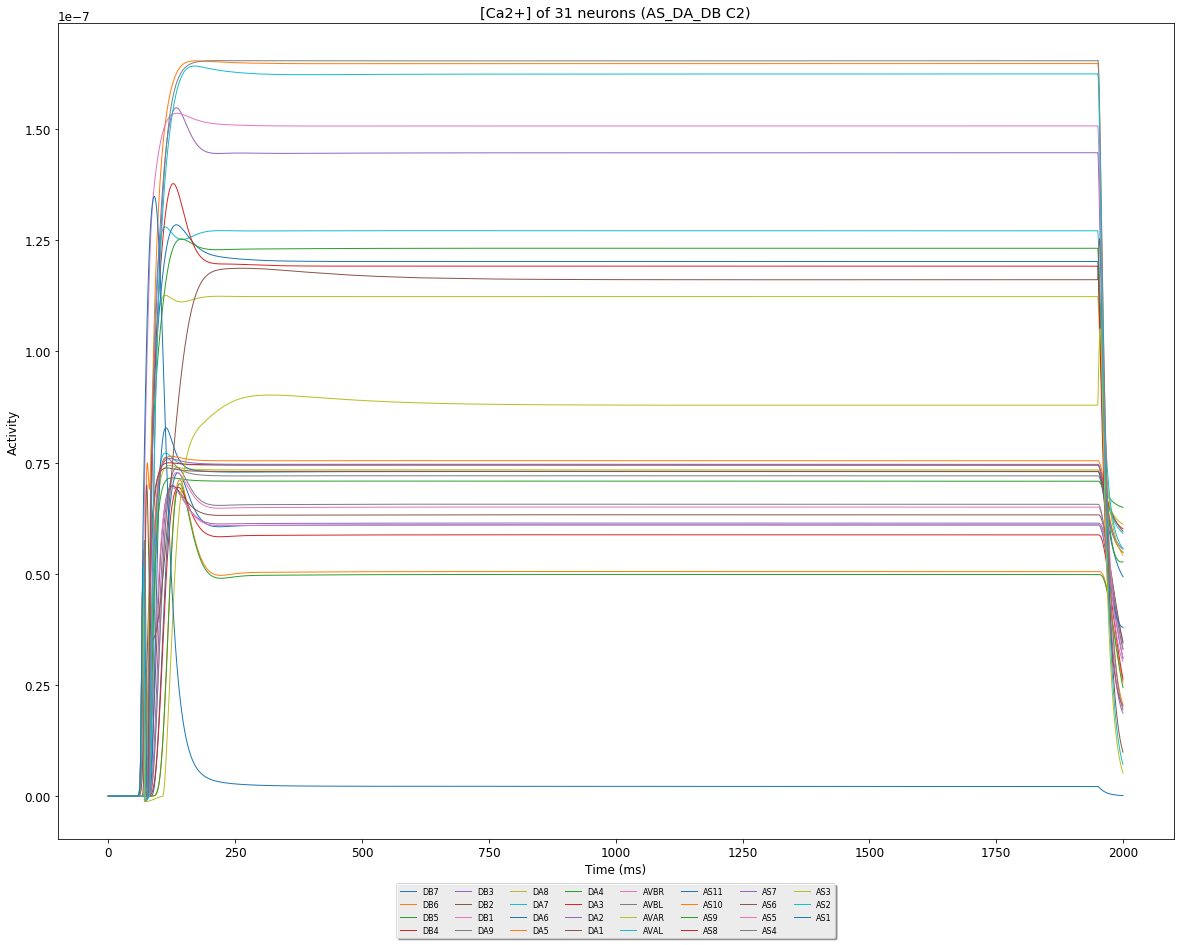 [Ca2+] of 31 neurons (AS_DA_DB C2)
1e−7
1.50
1.25
1.00
0.75
0.50
0.25
0.00
Activity
0 250 500 750 1000 1250 1500 1750 2000
Time (ms)
DB7 DB3 DA8 DA4 AVBR AS11 AS7 AS3
DB6 DB2 DA7 DA3 AVBL AS10 AS6 AS2
DB5 DB1 DA6 DA2 AVAR AS9 AS5 AS1
DB4 DA9 DA5 DA1 AVAL AS8 AS4